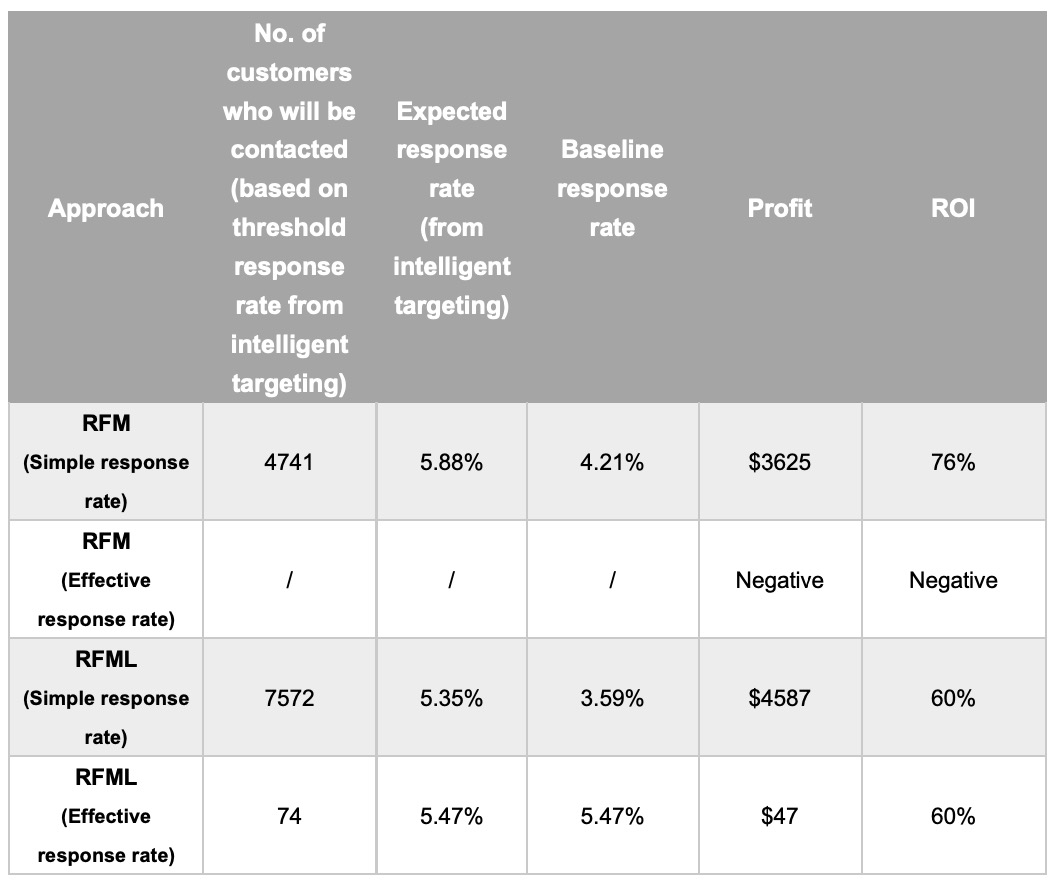 Approach
No. of
customers
who will be
contacted
(based on
threshold
response
rate from
intelligent
targeting)
Expected
response
rate
(from
intelligent
targeting)
Baseline
response
rate
Profit
ROI
RFM
(Simple response
rate)
4741
5.88%
4.21%
$3625
76%
RFM
(Effective
response rate)
/
/
/
Negative
Negative
RFML
(Simple response
rate)
7572
5.35%
3.59%
$4587
60%
RFML
(Effective
response rate)
74
5.47%
5.47%
$47
60%